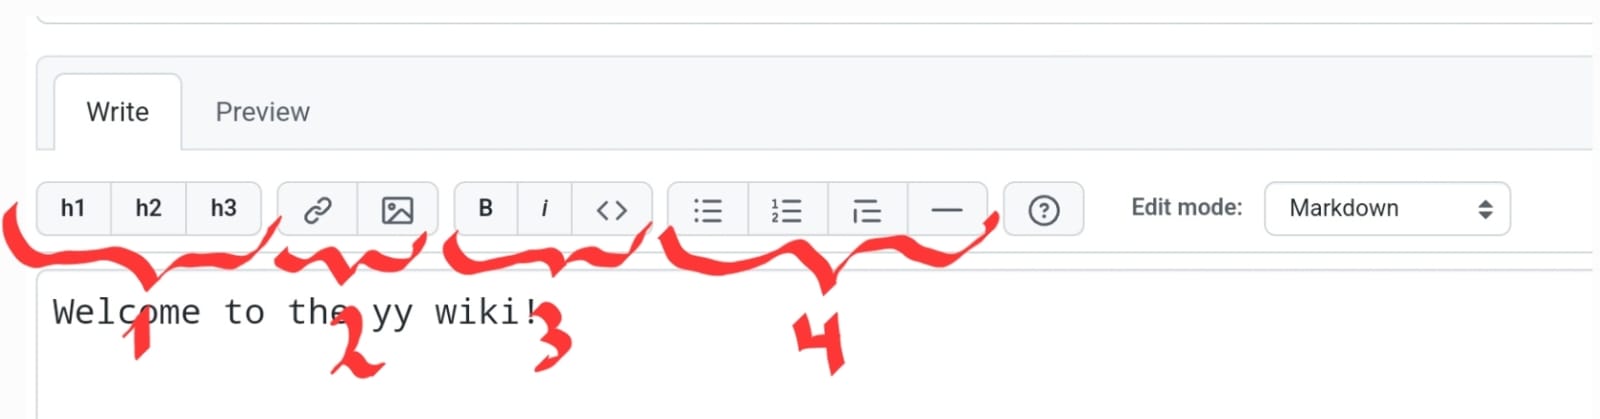 Write Preview
h1 h2 h3 B i <> Edit mode: Markdown
Welcome to the yy wiki!
1 2 3 4